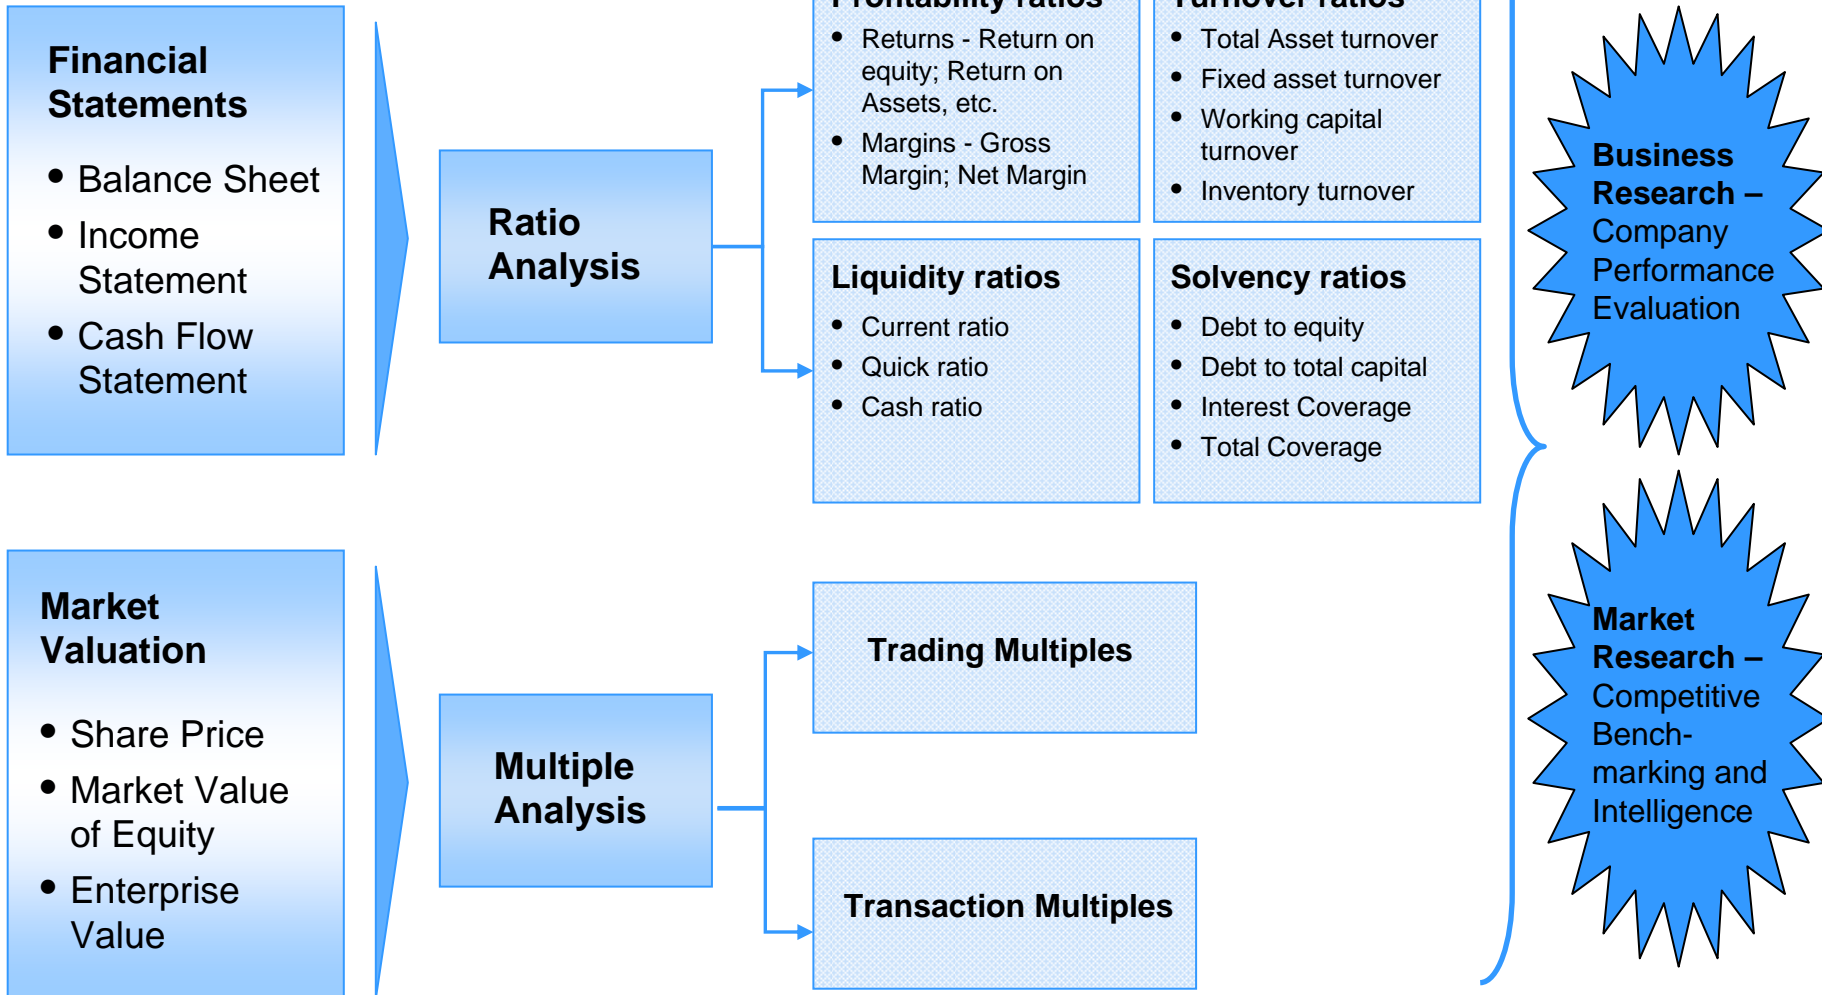 Financial
Statements
• Balance Sheet
• Income
Statement
• Cash Flow
Statement
Ratio
Analysis
Profitability ratios
• Returns - Return on
equity; Return on
Assets, etc.
• Margins - Gross
Margin; Net Margin
Turnover ratios
• Total Asset turnover
• Fixed asset turnover
• Working capital
turnover
• Inventory turnover
Liquidity ratios
• Current ratio
• Quick ratio
• Cash ratio
Solvency ratios
• Debt to equity
• Debt to total capital
• Interest Coverage
• Total Coverage
Business
Research –
Company
Performance
Evaluation
Market
Valuation
• Share Price
• Market Value
of Equity
• Enterprise
Value
Multiple
Analysis
Trading Multiples
Transaction Multiples
Market
Research –
Competitive
Bench-
marking and
Intelligence